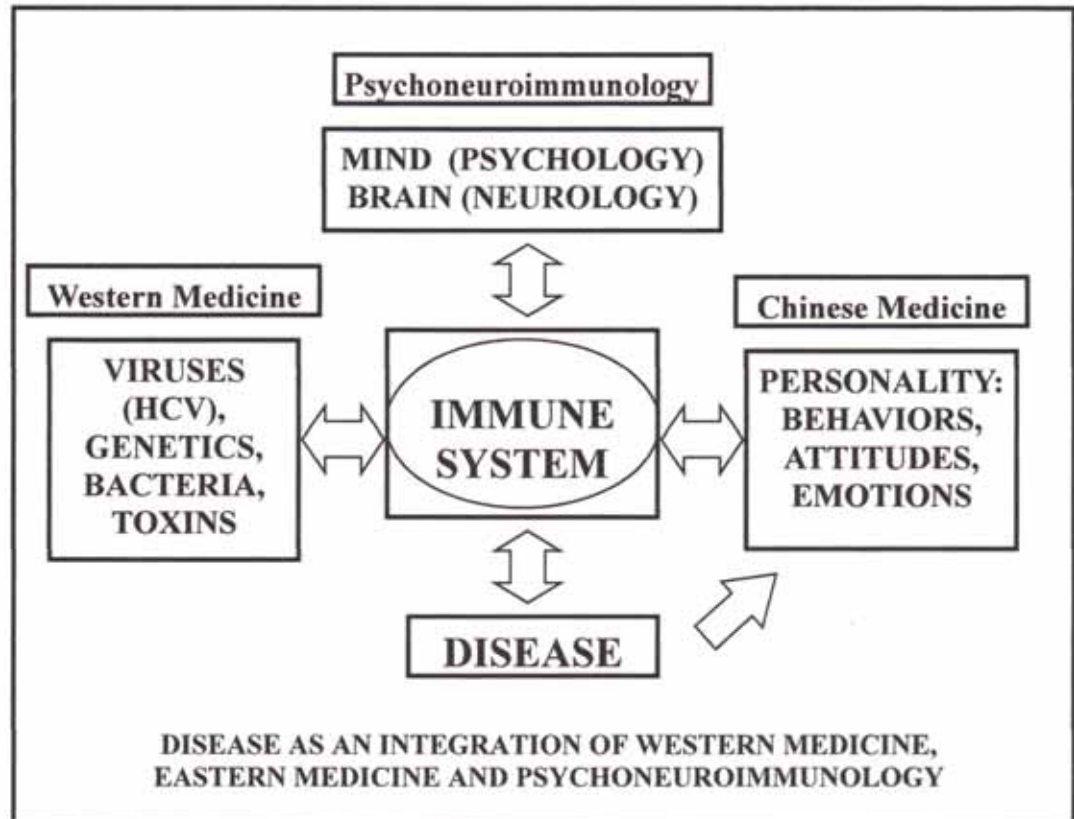 Psychoneuroimmunology
MIND (PSYCHOLOGY)
BRAIN (NEUROLOGY)
Western Medicine
VIRUSES
(HCV),
GENETICS,
BACTERIA,
TOXINS
IMMUNE
SYSTEM
Chinese Medicine
PERSONALITY:
BEHAVIORS,
ATTITUDES,
EMOTIONS
DISEASE
DISEASE AS AN INTEGRATION OF WESTERN MEDICINE,
EASTERN MEDICINE AND PSYCHONEUROIMMUNOLOGY